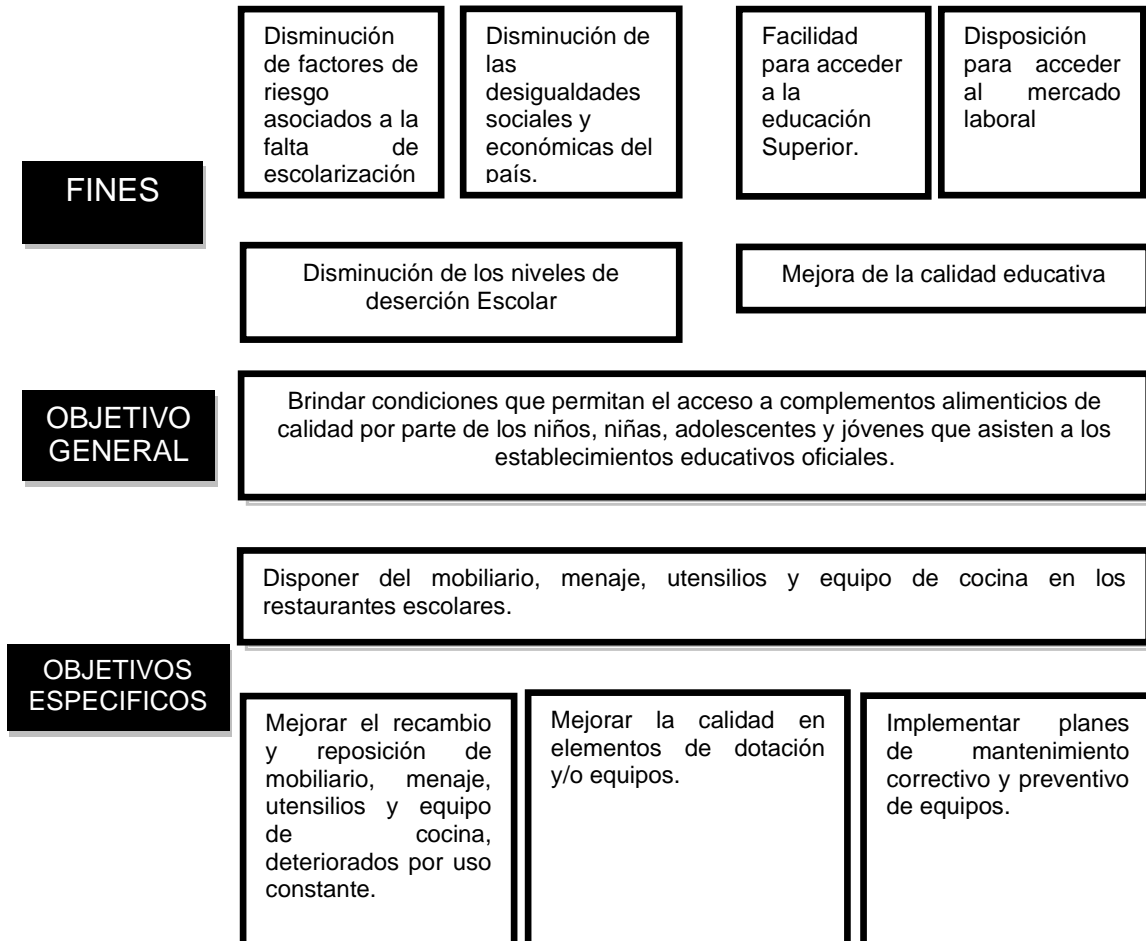 Disminución
de factores de
riesgo
asociados a la
falta de
escolarización
Disminución de
las
desigualdades
sociales y
económicas del
país.
Facilidad
para acceder
a la
educación
Superior.
Disposición
para acceder
al mercado
laboral
FINES
Disminución de los niveles de
deserción Escolar
Mejora de la calidad educativa
OBJETIVO
GENERAL
Brindar condiciones que permitan el acceso a complementos alimenticios de
calidad por parte de los niños, niñas, adolescentes y jóvenes que asisten a los
establecimientos educativos oficiales.
Disponer del mobiliario, menaje, utensilios y equipo de cocina en los
restaurantes escolares.
OBJETIVOS
ESPECIFICOS
Mejorar el recambio
y reposición de
mobiliario, menaje,
utensilios y equipo
de cocina,
deteriorados por uso
constante.
Mejorar la calidad en
elementos de dotación
y/o equipos.
Implementar planes
de mantenimiento
correctivo y preventivo
de equipos.